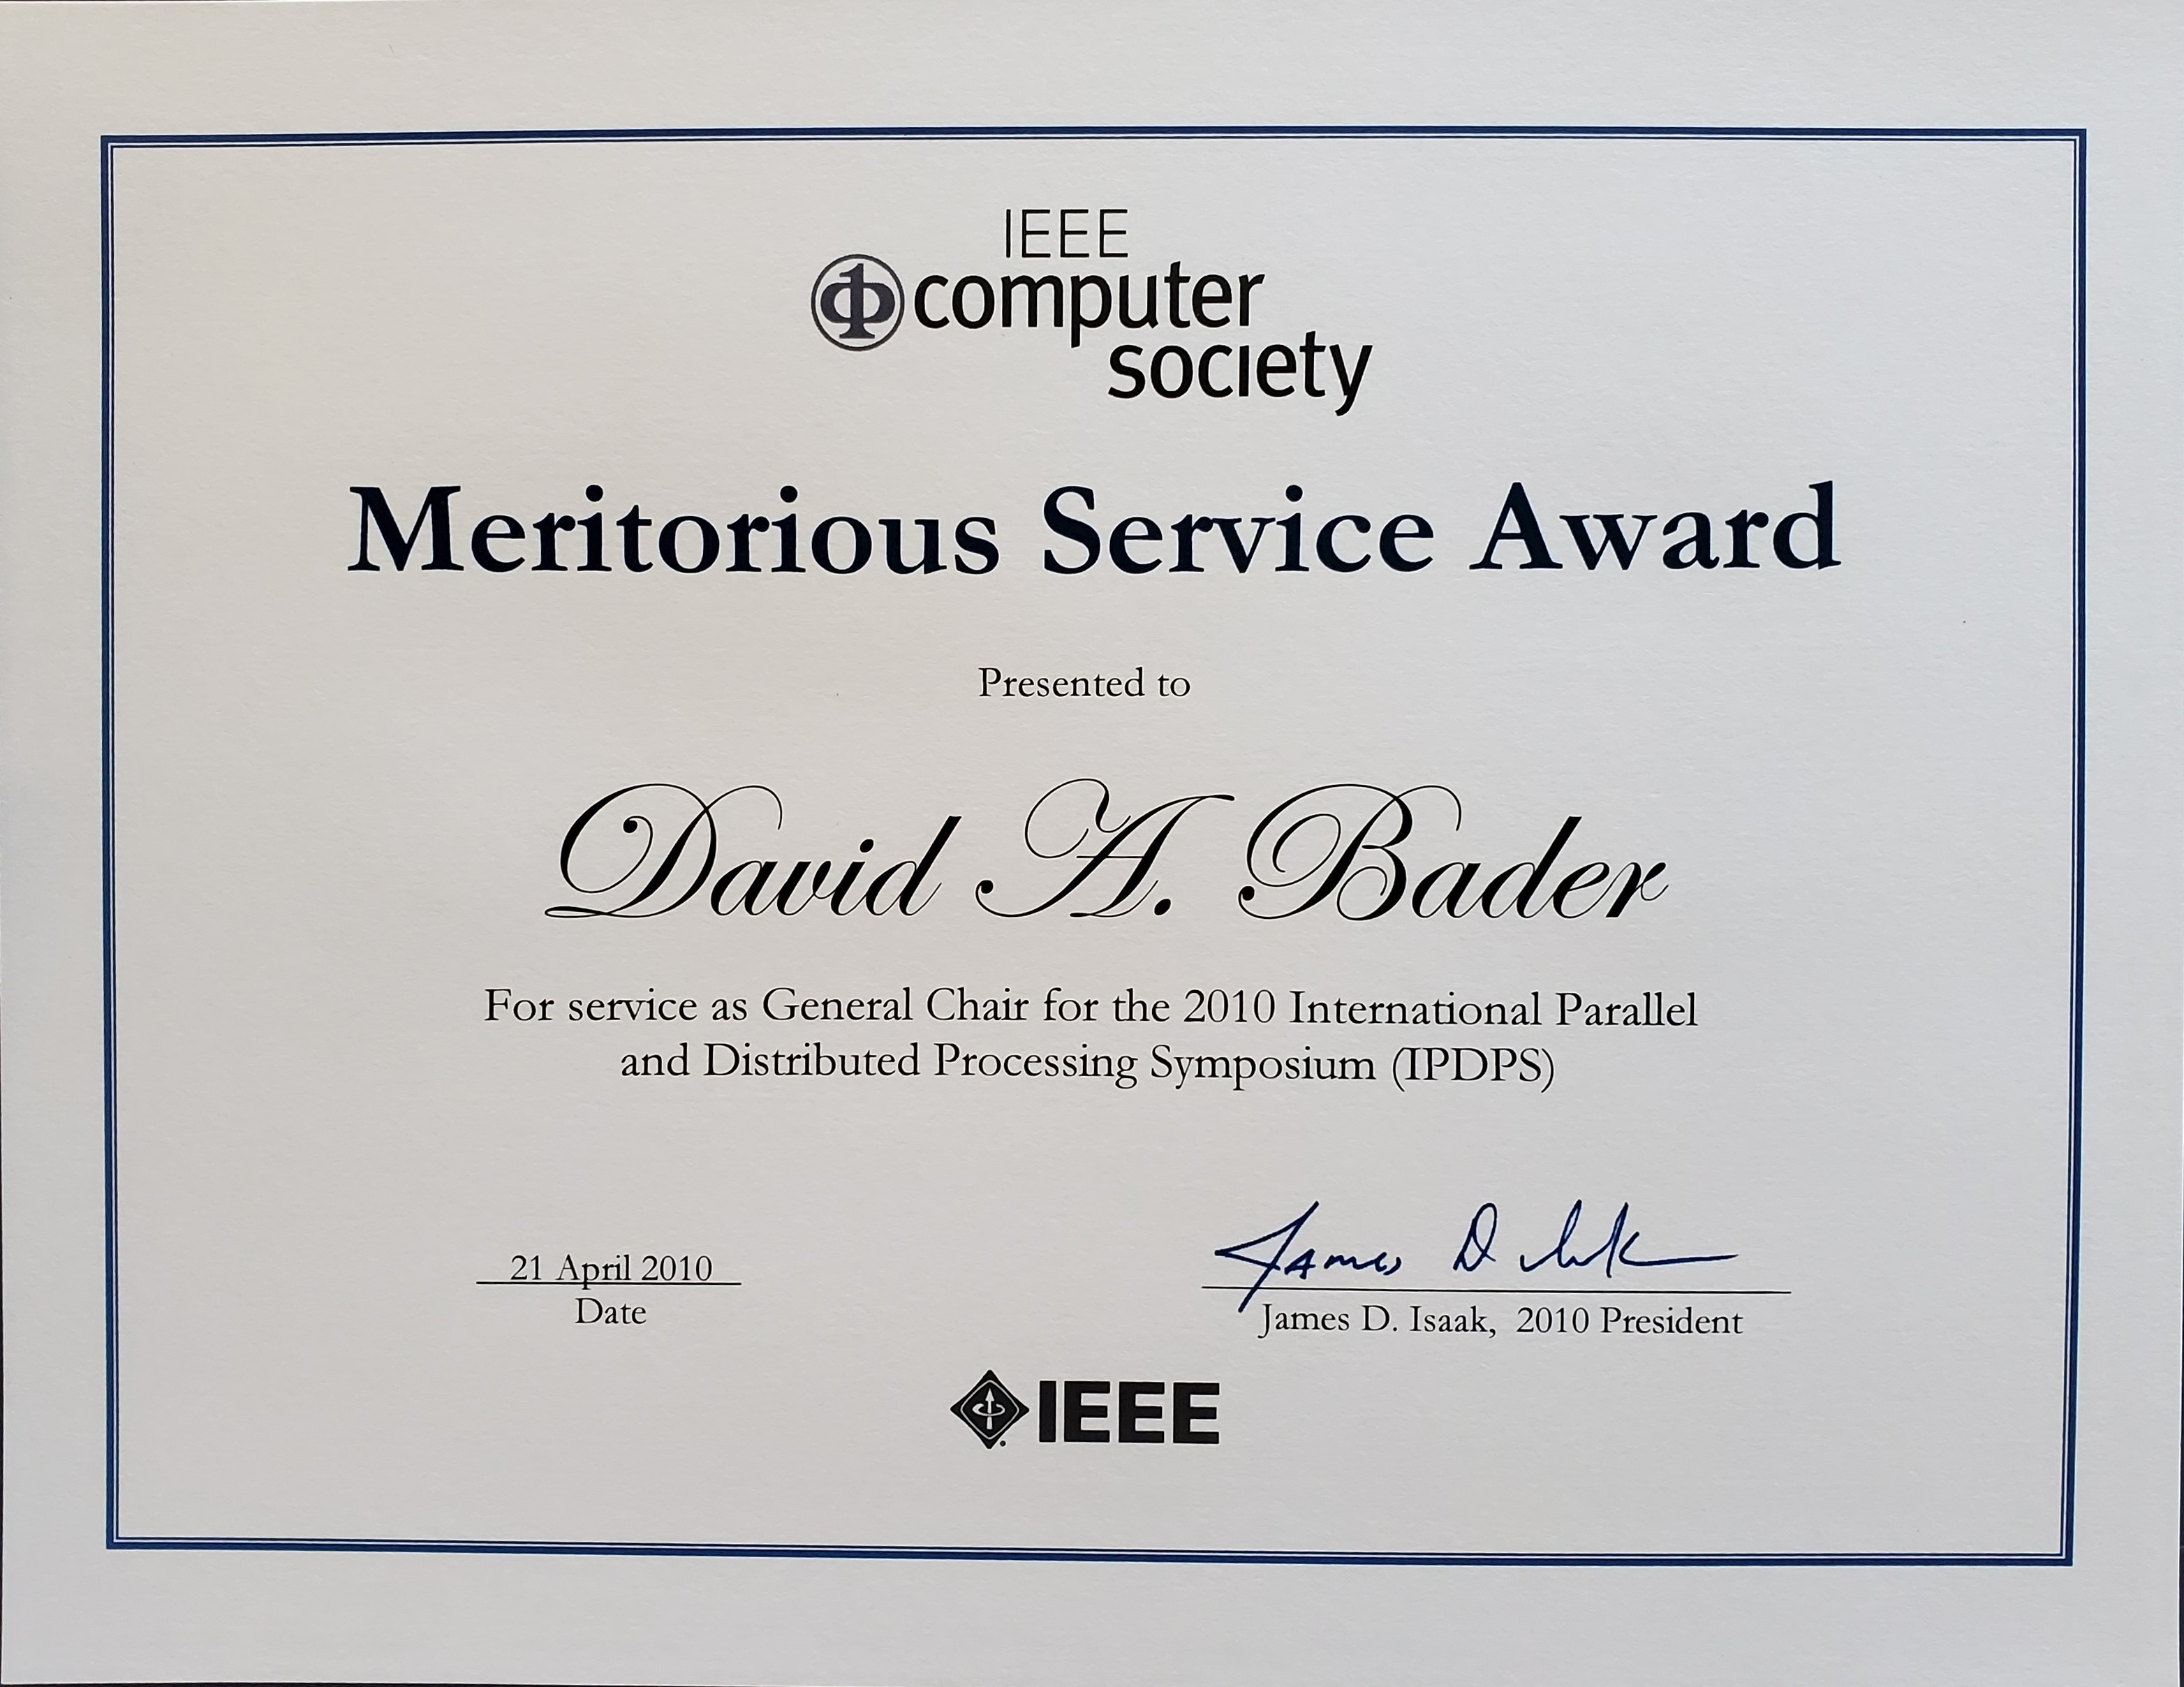 IEEE
computer
society
Meritorious Service Award
Presented to
David A. Bader
For service as General Chair for the 2010 International Parallel
and Distributed Processing Symposium (IPDPS)
21 April 2010
Date
James D Isaak
James D. Isaak, 2010 President
IEEE